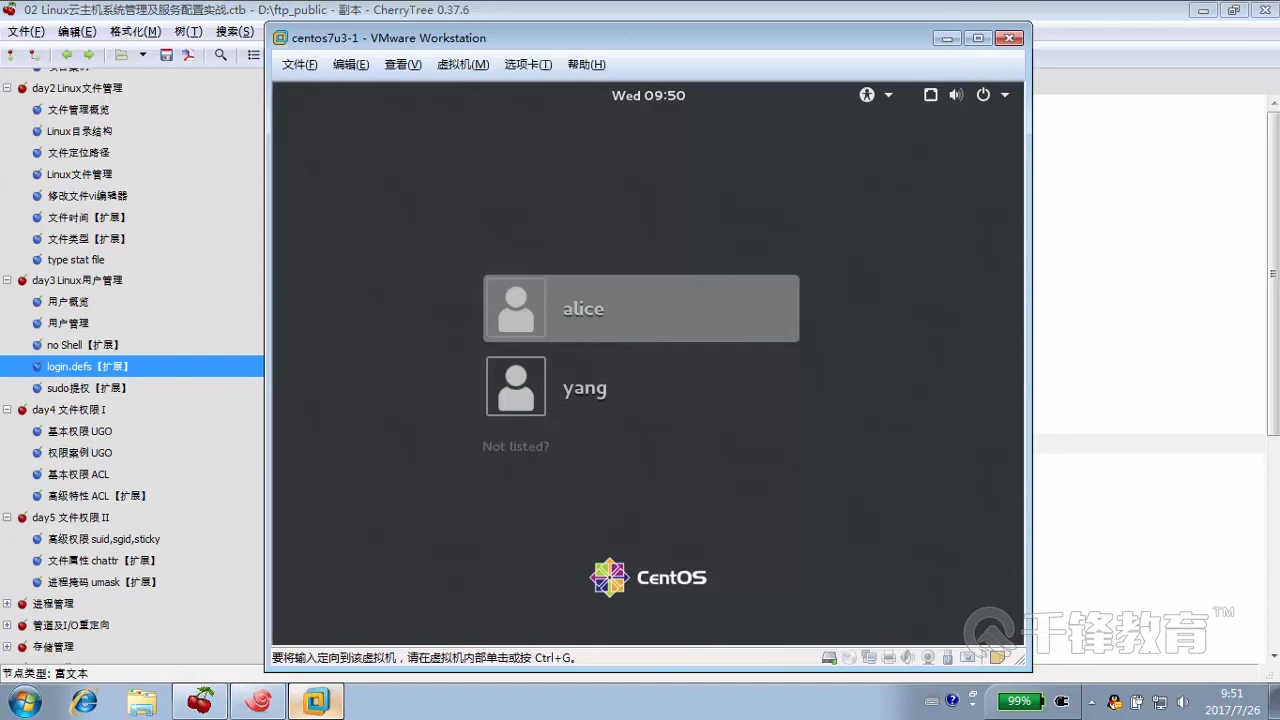 02 Linux云主机系统管理及服务配置实战.ctb - D:\ftp_public - 副本 - CherryTree 0.37.6
文件(F) 编辑(E) 格式化(M) 树(T) 搜索(S)
day2 Linux文件管理
文件管理概览
Linux目录结构
文件定位路径
Linux文件管理
修改文件vi编辑器
文件时间【扩展】
文件类型【扩展】
type stat file
day3 Linux用户管理
用户概览
用户管理
no Shell【扩展】
login.defs【扩展】
sudo提权【扩展】
day4 文件权限 I
基本权限 UGO
权限案例 UGO
基本权限 ACL
高级特性 ACL【扩展】
day5 文件权限 II
高级权限 suid,sgid,sticky
文件属性 chattr【扩展】
进程掩码 umask【扩展】
进程管理
管道及I/O重定向
存储管理
节点类型: 富文本
centos7u3-1 - VMware Workstation
文件(F) 编辑(E) 查看(V) 虚拟机(M) 选项卡(T) 帮助(H)
Wed 09:50
alice
yang
Not listed?
CentOS
要将输入定向到该虚拟机，请在虚拟机内部单击或按 Ctrl+G。
千锋教育™
99%
9:51
2017/7/26